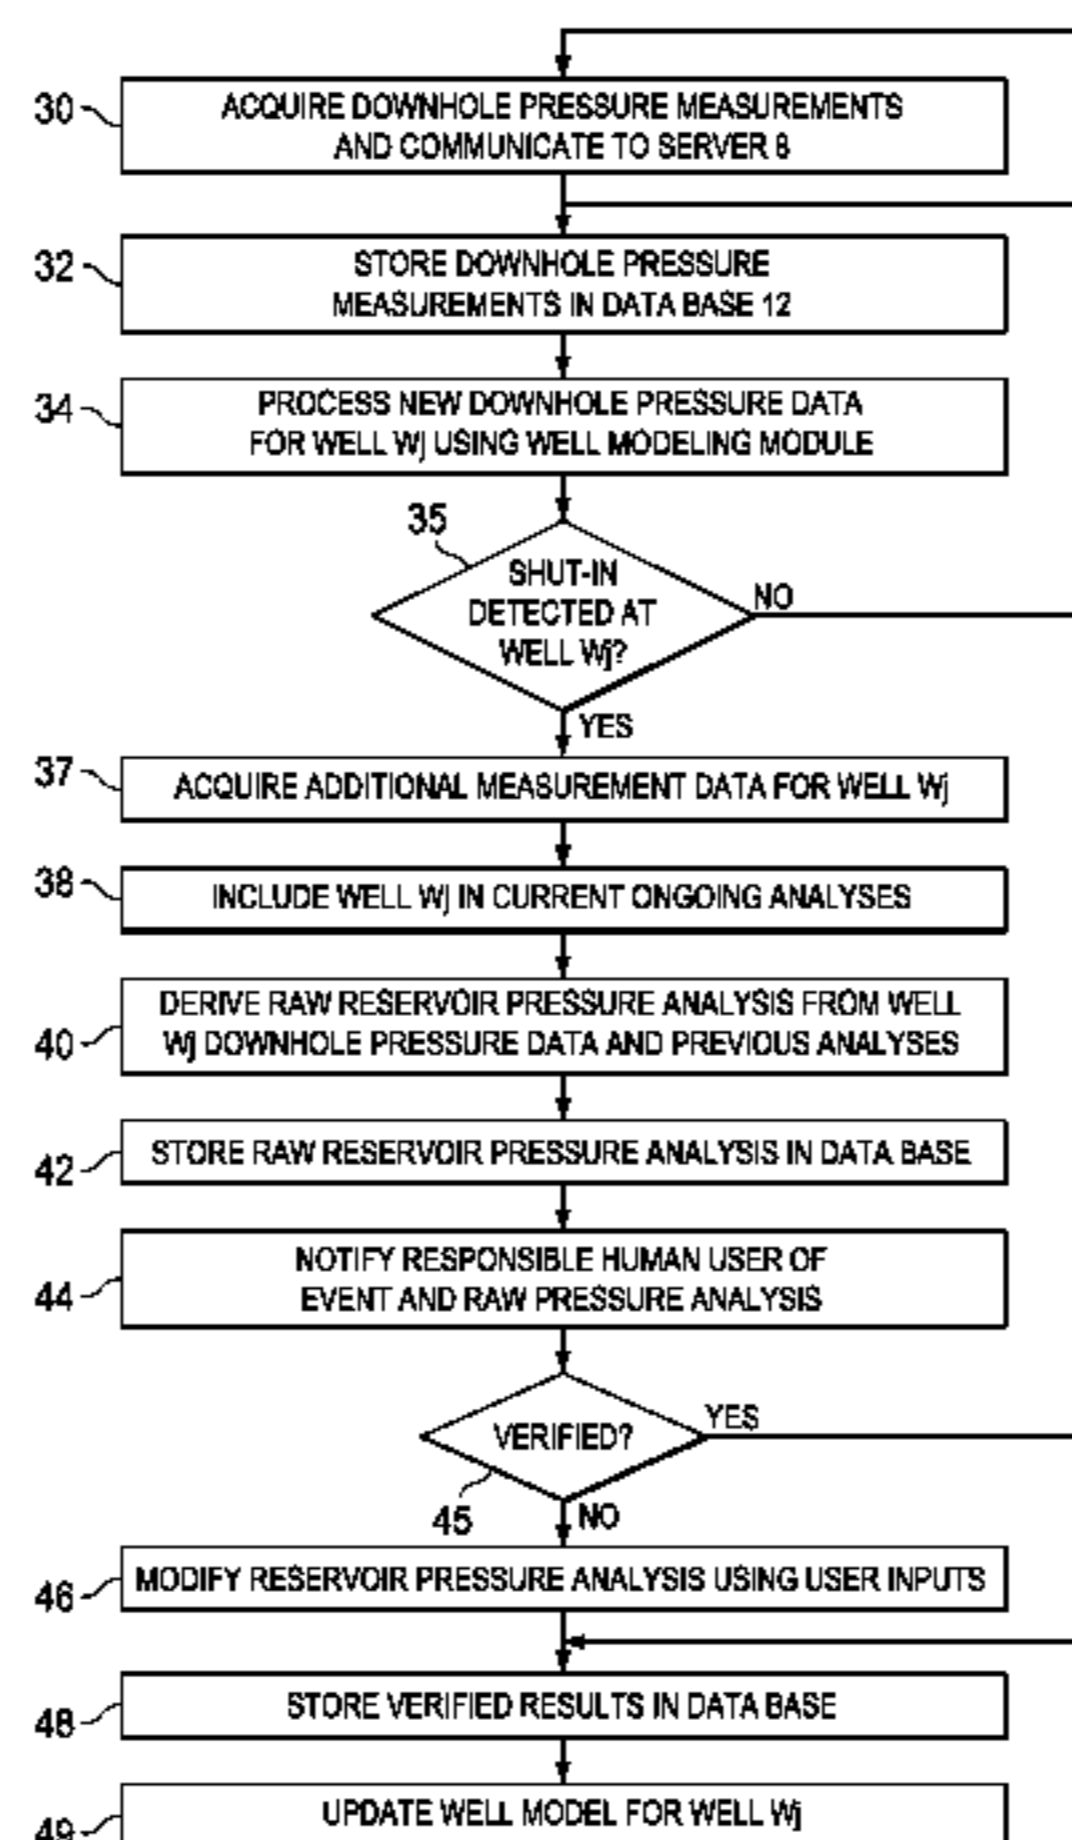 30
ACQUIRE DOWNHOLE PRESSURE MEASUREMENTS
AND COMMUNICATE TO SERVER 8
32
STORE DOWNHOLE PRESSURE
MEASUREMENTS IN DATA BASE 12
34
PROCESS NEW DOWNHOLE PRESSURE DATA
FOR WELL Wj USING WELL MODELING MODULE
35
SHUT-IN
DETECTED AT
WELL Wj?
NO
YES
37
ACQUIRE ADDITIONAL MEASUREMENT DATA FOR WELL Wj
38
INCLUDE WELL Wj IN CURRENT ONGOING ANALYSES
40
DERIVE RAW RESERVOIR PRESSURE ANALYSIS FROM WELL
Wj DOWNHOLE PRESSURE DATA AND PREVIOUS ANALYSES
42
STORE RAW RESERVOIR PRESSURE ANALYSIS IN DATA BASE
44
NOTIFY RESPONSIBLE HUMAN USER OF
EVENT AND RAW PRESSURE ANALYSIS
VERIFIED?
YES
45
NO
46
MODIFY RESERVOIR PRESSURE ANALYSIS USING USER INPUTS
48
STORE VERIFIED RESULTS IN DATA BASE
49
UPDATE WELL MODEL FOR WELL Wj